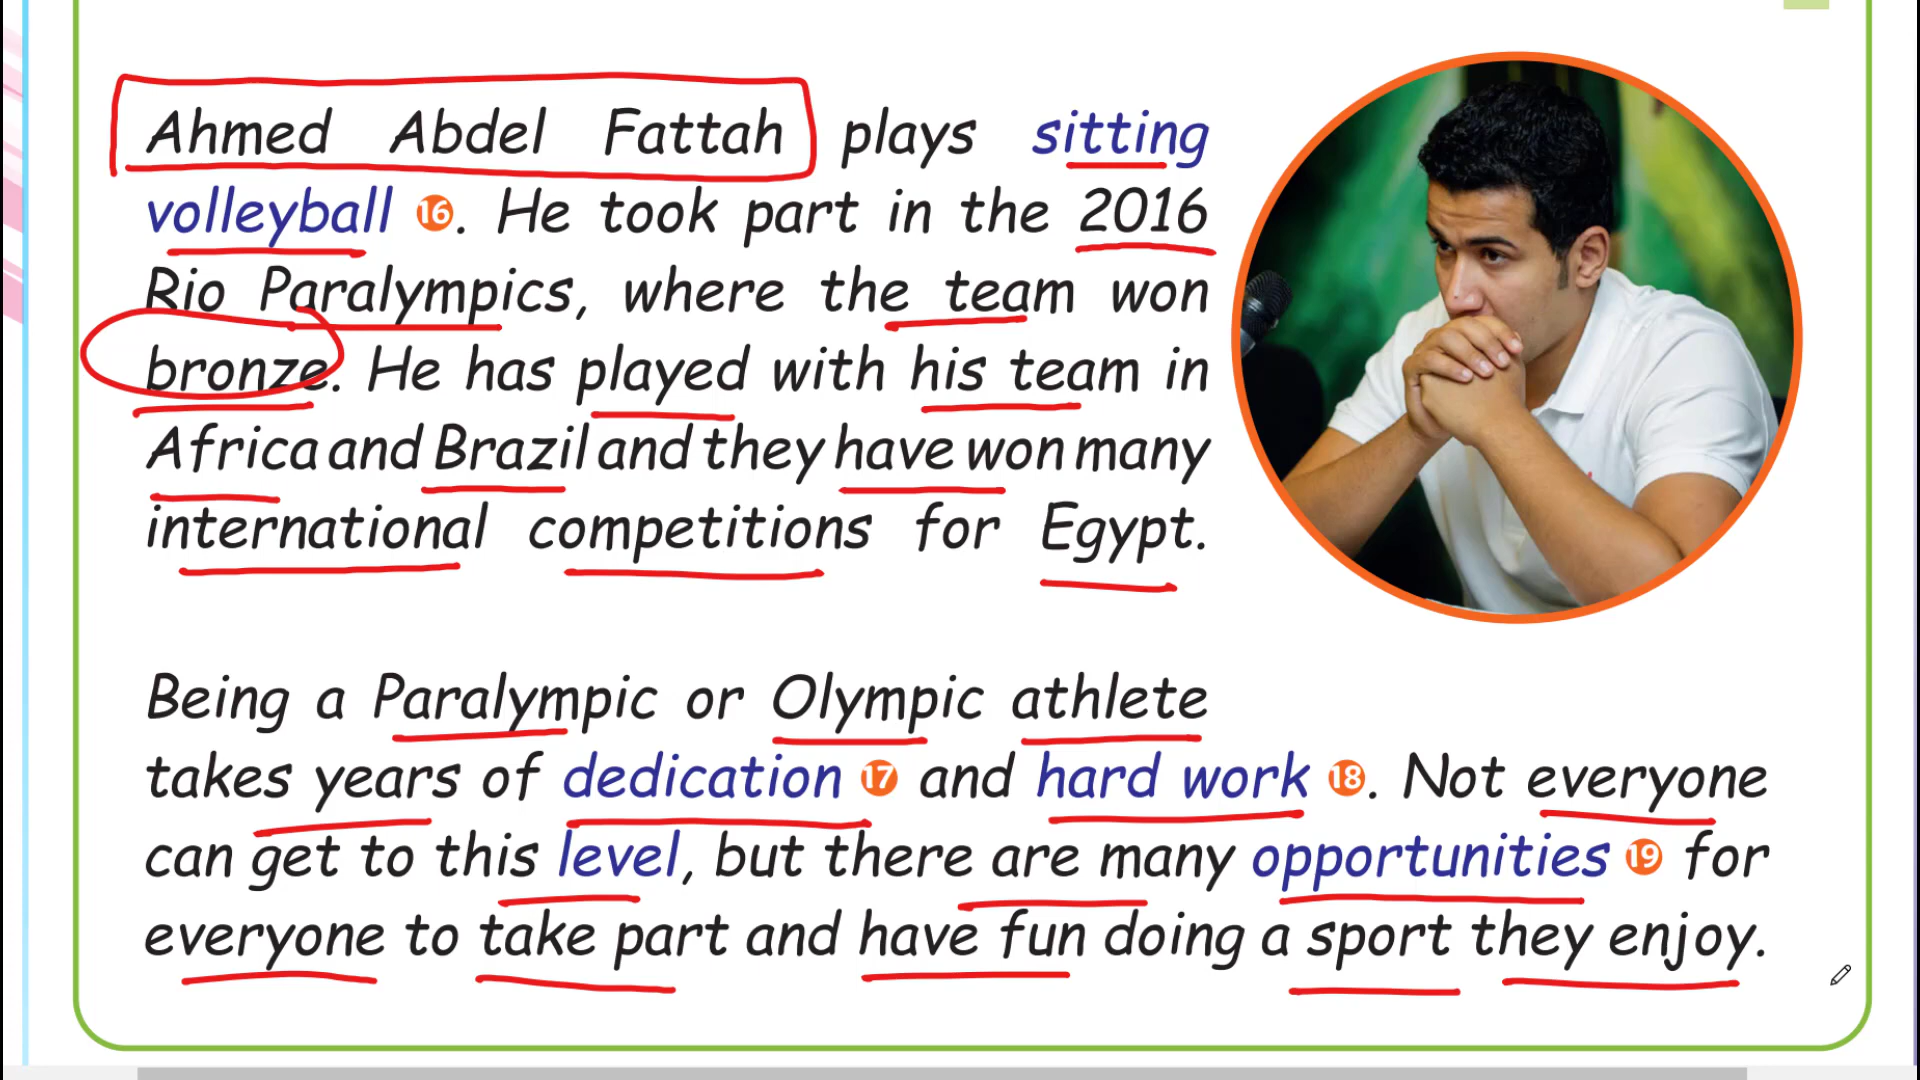 Ahmed Abdel Fattah plays sitting
volleyball 16. He took part in the 2016
Rio Paralympics, where the team won
bronze. He has played with his team in
Africa and Brazil and they have won many
international competitions for Egypt.
Being a Paralympic or Olympic athlete
takes years of dedication 17 and hard work 18. Not everyone
can get to this level, but there are many opportunities 19 for
everyone to take part and have fun doing a sport they enjoy.